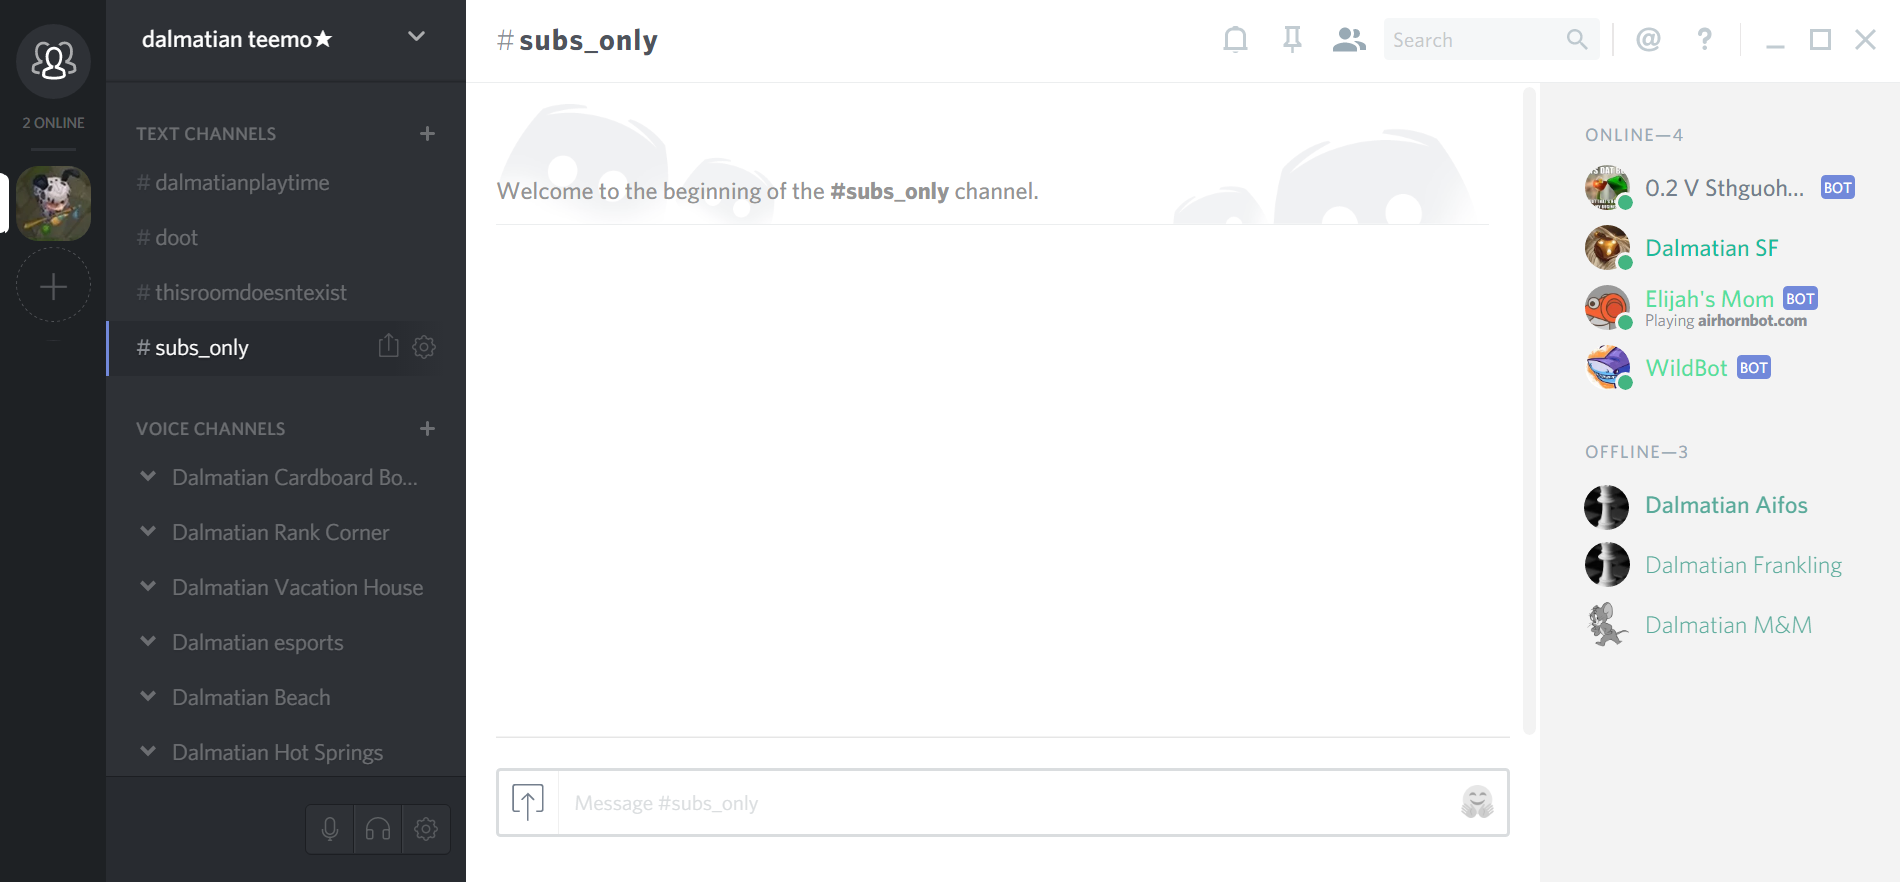 2 ONLINE
dalmatian teemo★
TEXT CHANNELS
# dalmatianplaytime
# doot
# thisroomdoesntexist
# subs_only
VOICE CHANNELS
Dalmatian Cardboard Bo...
Dalmatian Rank Corner
Dalmatian Vacation House
Dalmatian esports
Dalmatian Beach
Dalmatian Hot Springs
# subs_only
Search
@
?
Welcome to the beginning of the #subs_only channel.
Message #subs_only
ONLINE—4
0.2 V Sthguoh... BOT
Dalmatian SF
Elijah's Mom BOT
Playing airhornbot.com
WildBot BOT
OFFLINE—3
Dalmatian Aifos
Dalmatian Frankling
Dalmatian M&M